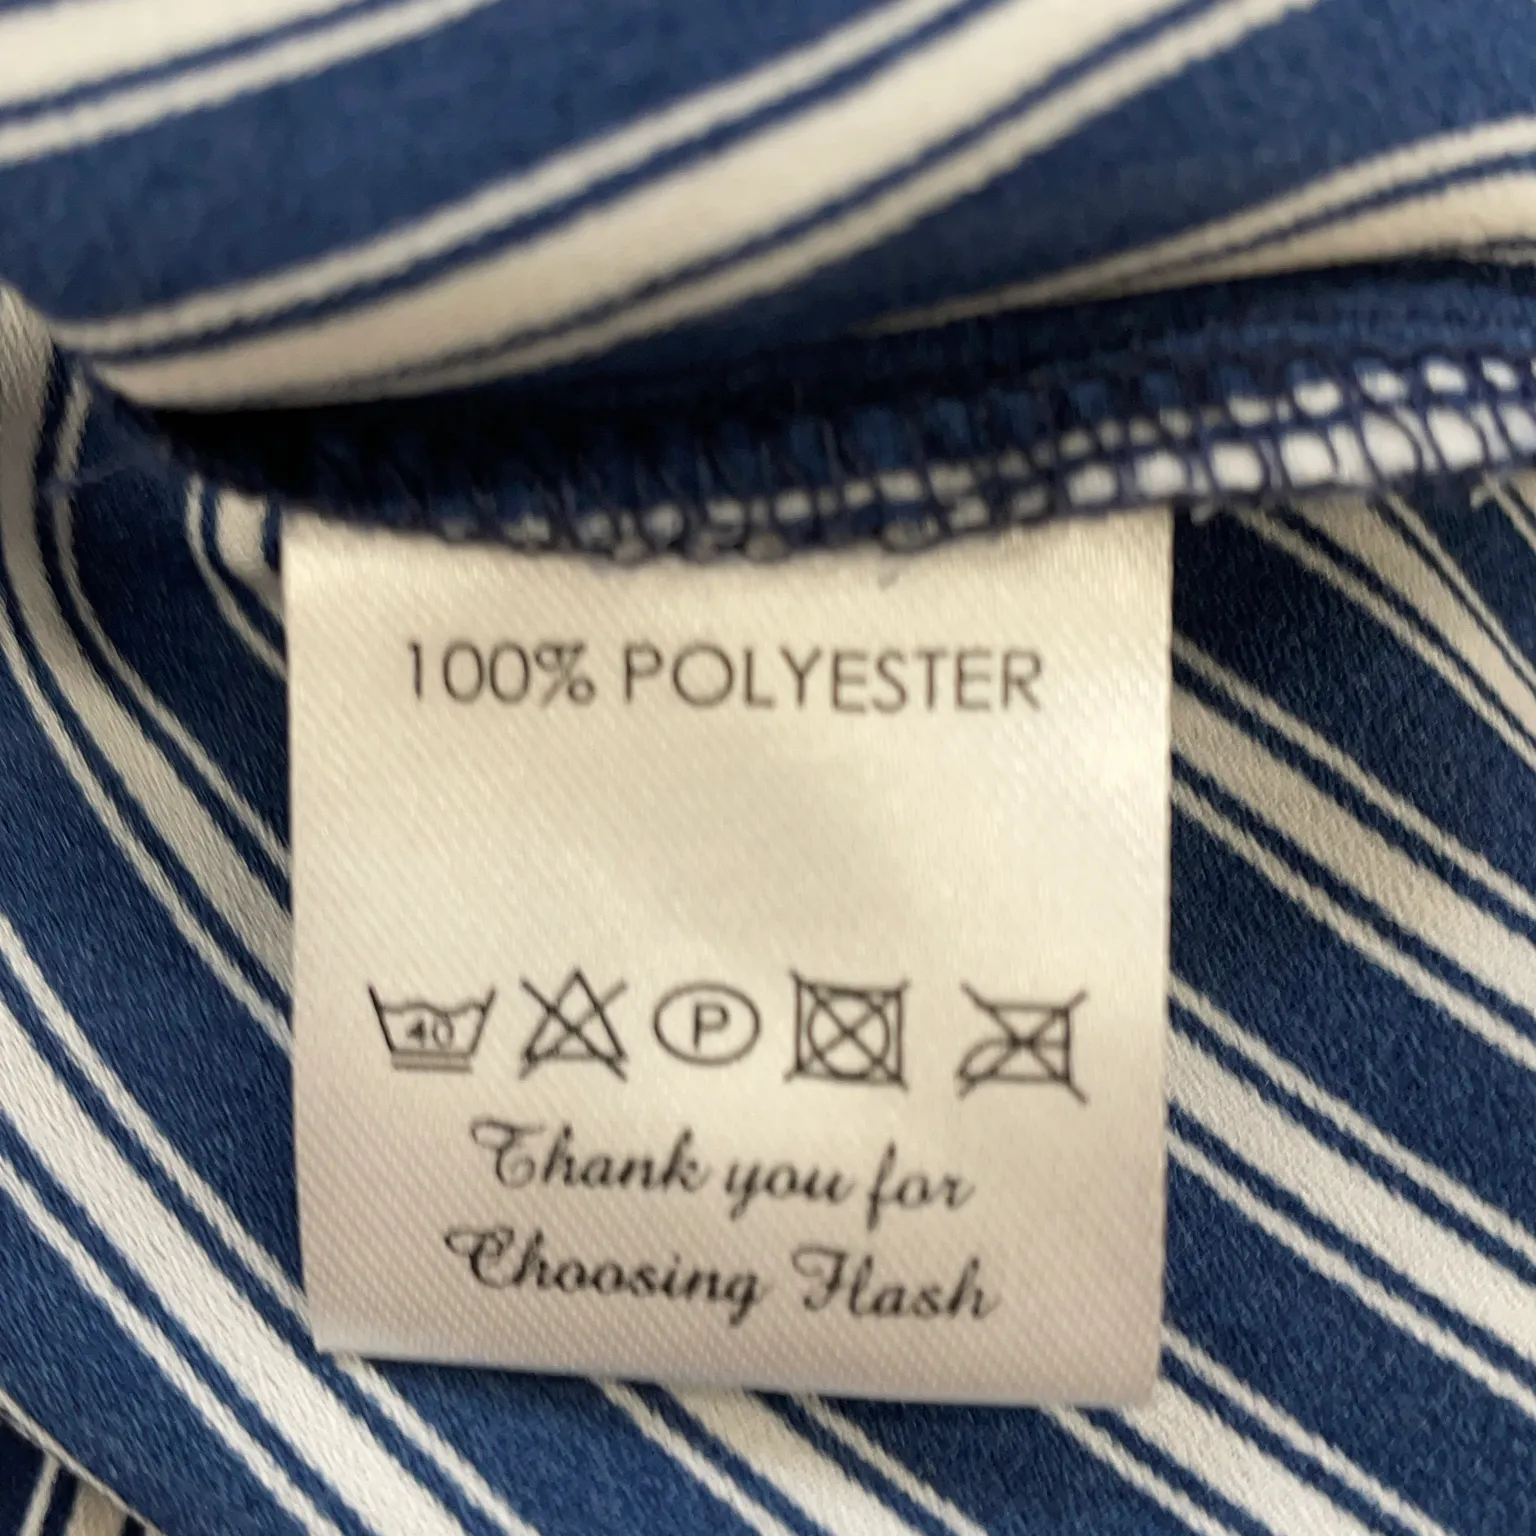 100% POLYESTER
40 P
Thank you for
Choosing Flash